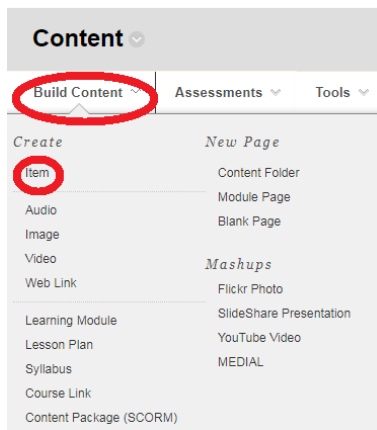 Content
Build Content Assessments Tools
Create
Item
Audio
Image
Video
Web Link
Learning Module
Lesson Plan
Syllabus
Course Link
Content Package (SCORM)
New Page
Content Folder
Module Page
Blank Page
Mashups
Flickr Photo
SlideShare Presentation
YouTube Video
MEDIAL